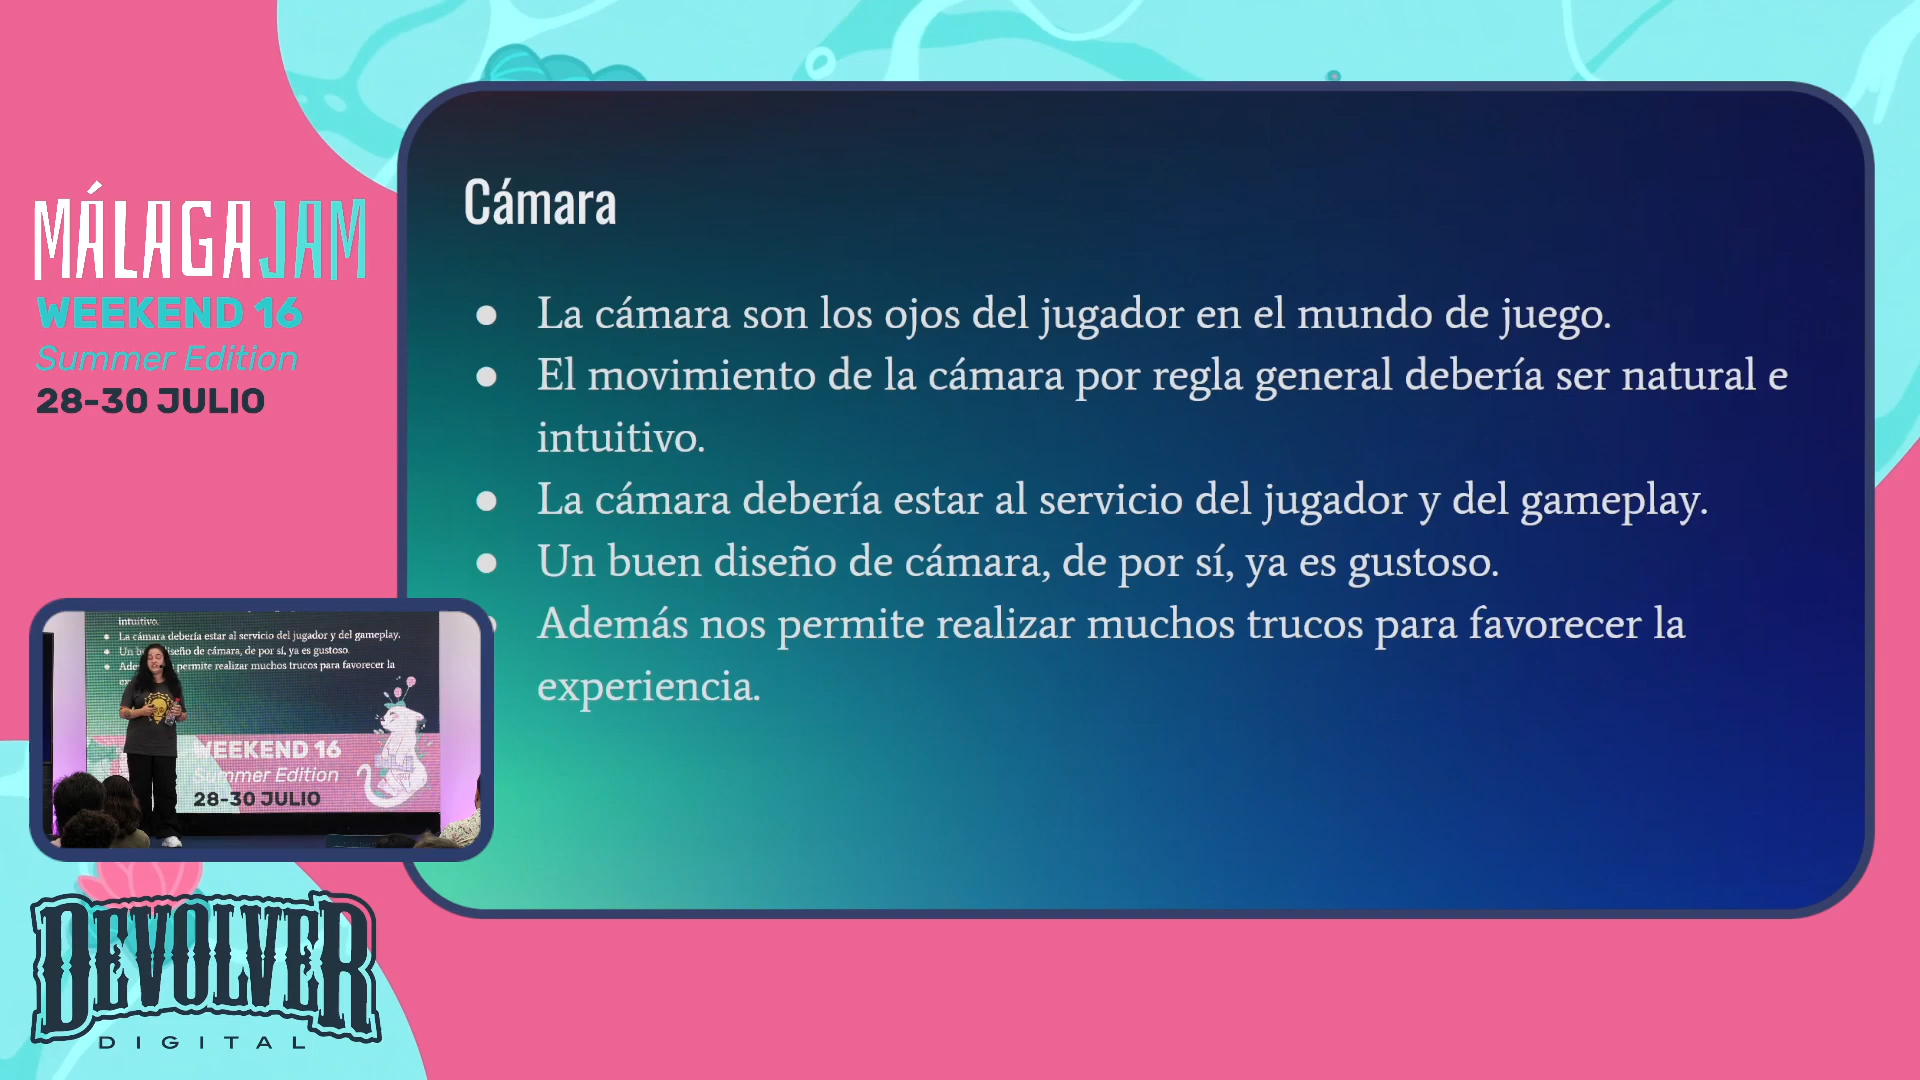 MÁLAGAJAM
WEEKEND 16
Summer Edition
28-30 JULIO
Cámara
● La cámara son los ojos del jugador en el mundo de juego.
● El movimiento de la cámara por regla general debería ser natural e
intuitivo.
● La cámara debería estar al servicio del jugador y del gameplay.
● Un buen diseño de cámara, de por sí, ya es gustoso.
Además nos permite realizar muchos trucos para favorecer la
experiencia.
intuitivo.
● La cámara debería estar al servicio del jugador y del gameplay.
● Un diseño de cámara, de por sí, ya es gustoso.
● permite realizar muchos trucos para favorecer la
WEEKEND 16
Summer Edition
28-30 JULIO
DEVOLVER
DIGITAL